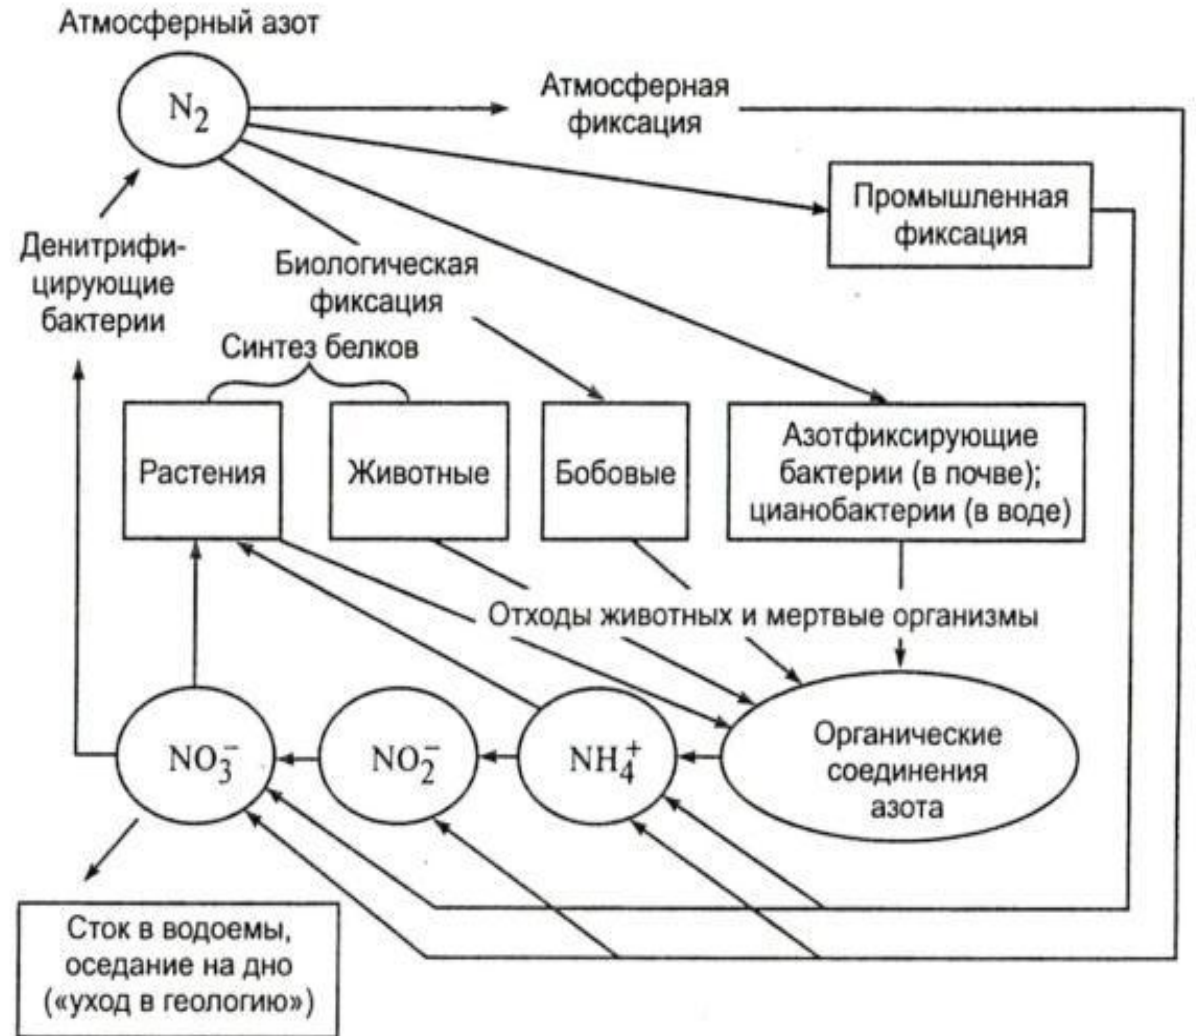 Атмосферный азот
N₂
Атмосферная
фиксация
Промышленная
фиксация
Денитрифи-
цирующие
бактерии
Биологическая
фиксация
Синтез белков
Растения
Животные
Бобовые
Азотфиксирующие
бактерии (в почве);
цианобактерии (в воде)
Отходы животных и мертвые организмы
NO₃⁻
NO₂⁻
NH₄⁺
Органические
соединения
азота
Сток в водоемы,
оседание на дно
(«уход в геологию»)